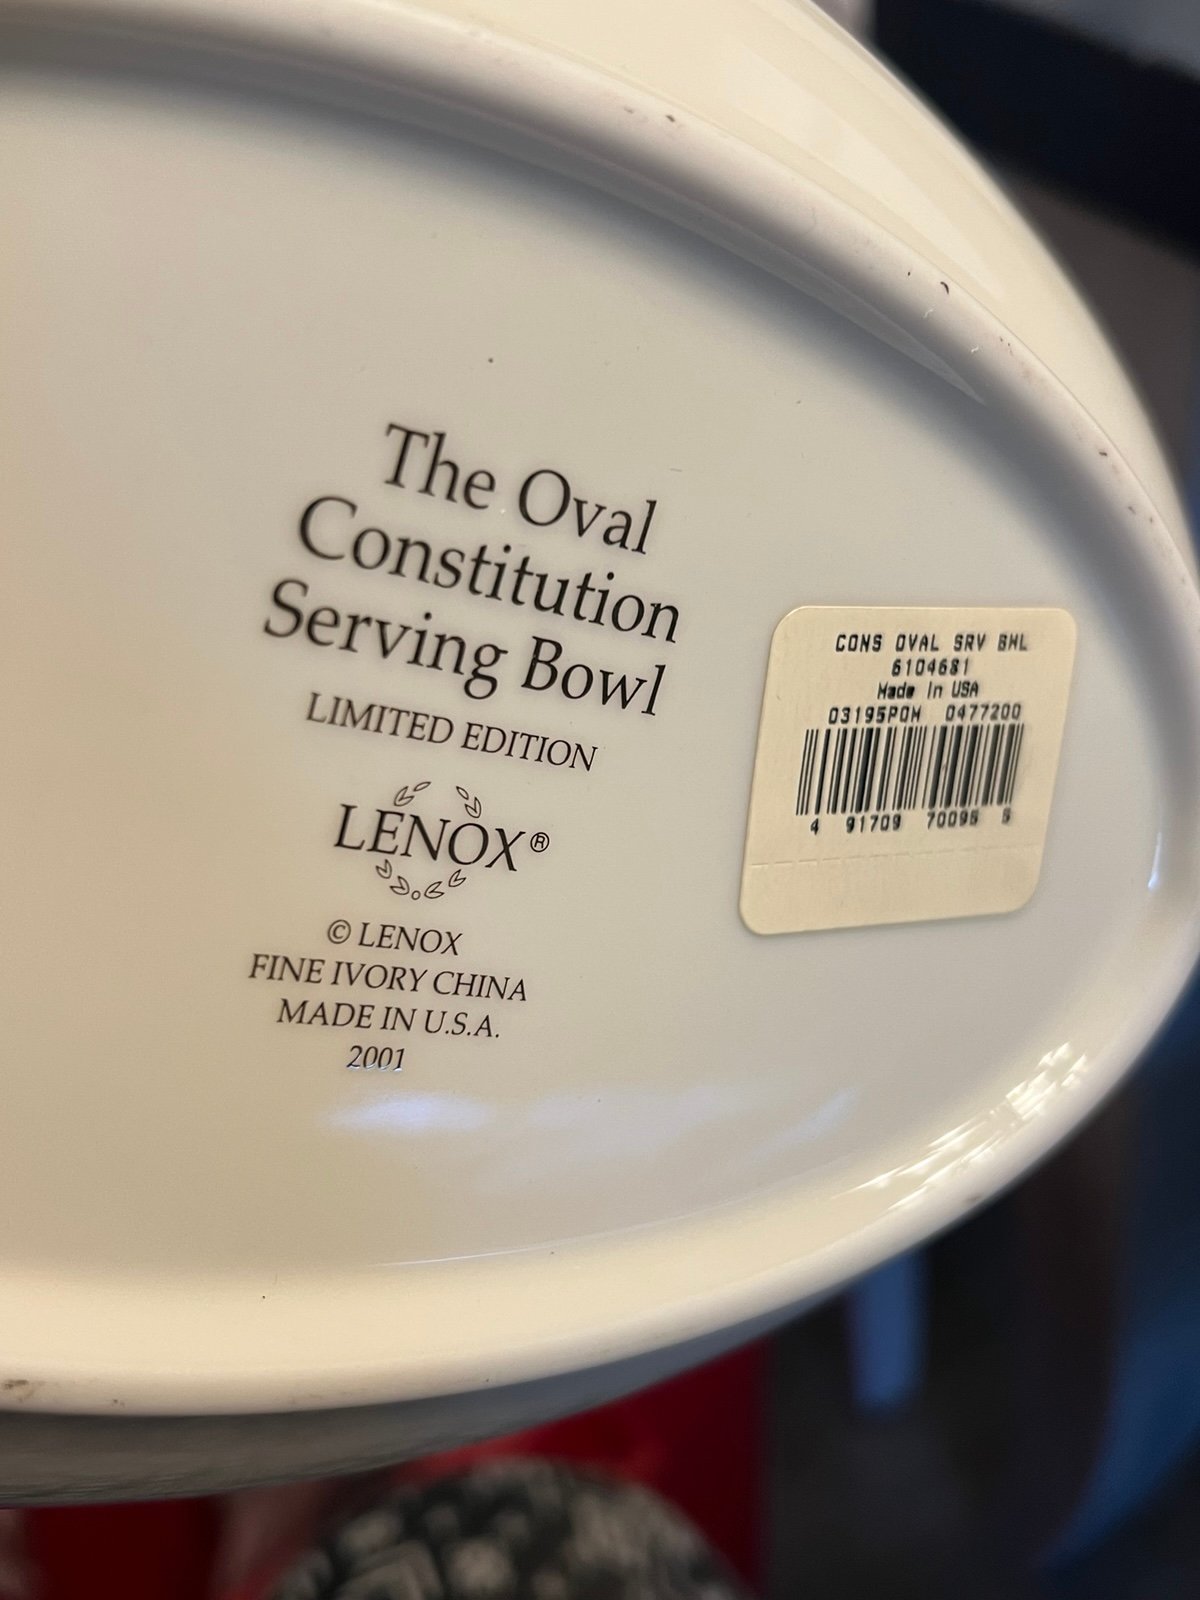 The Oval
Constitution
Serving Bowl
LIMITED EDITION
LENOX®
© LENOX
FINE IVORY CHINA
MADE IN U.S.A.
2001
CONS OVAL SRV BWL
6104681
Made In USA
03195POM 0477200
4 91709 70095 5